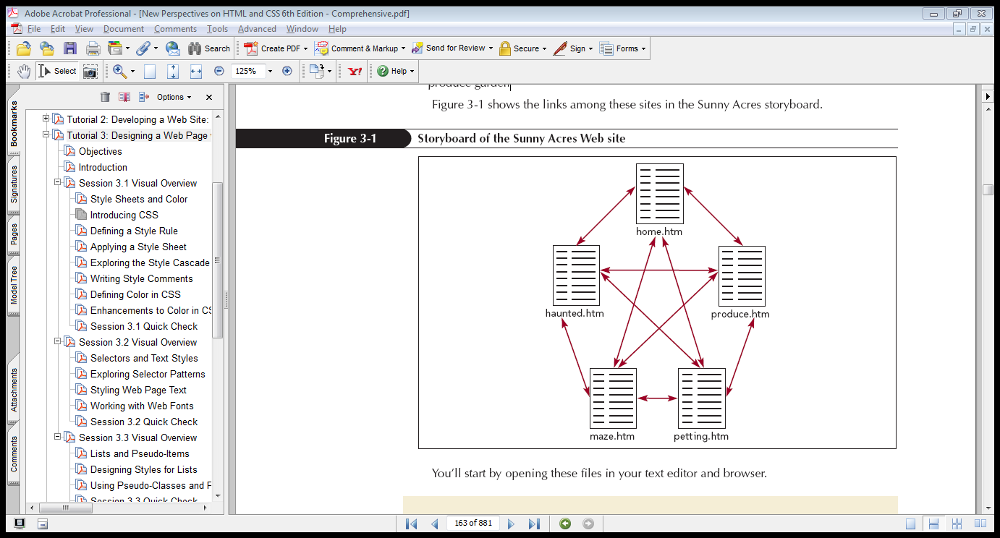 Adobe Acrobat Professional - [New Perspectives on HTML and CSS 6th Edition - Comprehensive.pdf]
File Edit View Document Comments Tools Advanced Window Help
Search Create PDF Comment & Markup Send for Review Secure Sign Forms
Select 125% Y! Help
Options
Bookmarks
Signatures
Pages
Model Tree
Attachments
Comments
Tutorial 2: Developing a Web Site:
Tutorial 3: Designing a Web Page
Objectives
Introduction
Session 3.1 Visual Overview
Style Sheets and Color
Introducing CSS
Defining a Style Rule
Applying a Style Sheet
Exploring the Style Cascade
Writing Style Comments
Defining Color in CSS
Enhancements to Color in CS
Session 3.1 Quick Check
Session 3.2 Visual Overview
Selectors and Text Styles
Exploring Selector Patterns
Styling Web Page Text
Working with Web Fonts
Session 3.2 Quick Check
Session 3.3 Visual Overview
Lists and Pseudo-Items
Designing Styles for Lists
Using Pseudo-Classes and P
Session 3.3 Quick Check
produce garden
Figure 3-1 shows the links among these sites in the Sunny Acres storyboard.
Figure 3-1 Storyboard of the Sunny Acres Web site
home.htm
haunted.htm
produce.htm
maze.htm
petting.htm
You'll start by opening these files in your text editor and browser.
163 of 881